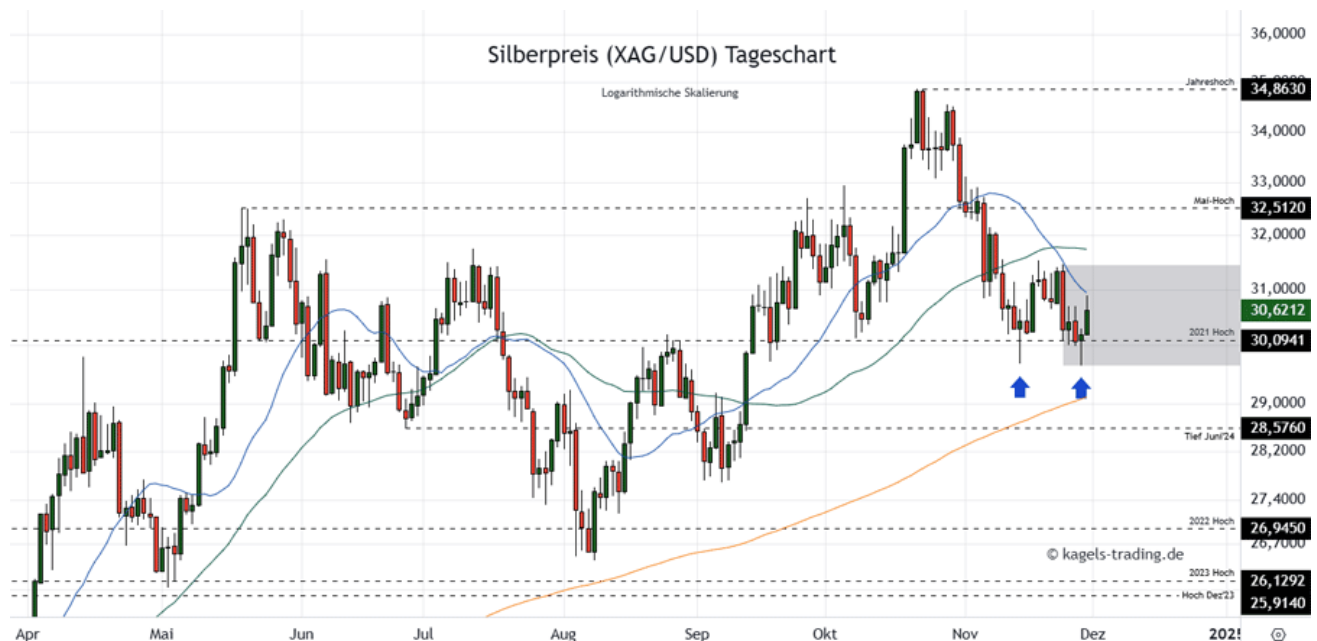 Silberpreis (XAG/USD) Tageschart
Logarithmische Skalierung
36,0000
Jahreshoch
34,8630
34,0000
33,0000
Mai-Hoch
32,5120
32,0000
31,0000
30,6212
2021 Hoch
30,0941
29,0000
28,5760
Tief Juni'24
28,2000
27,4000
2022 Hoch
26,9450
26,7000
© kagels-trading.de
2023 Hoch
26,1292
Hoch Dez'23
25,9140
Apr Mai Jun Jul Aug Sep Okt Nov Dez